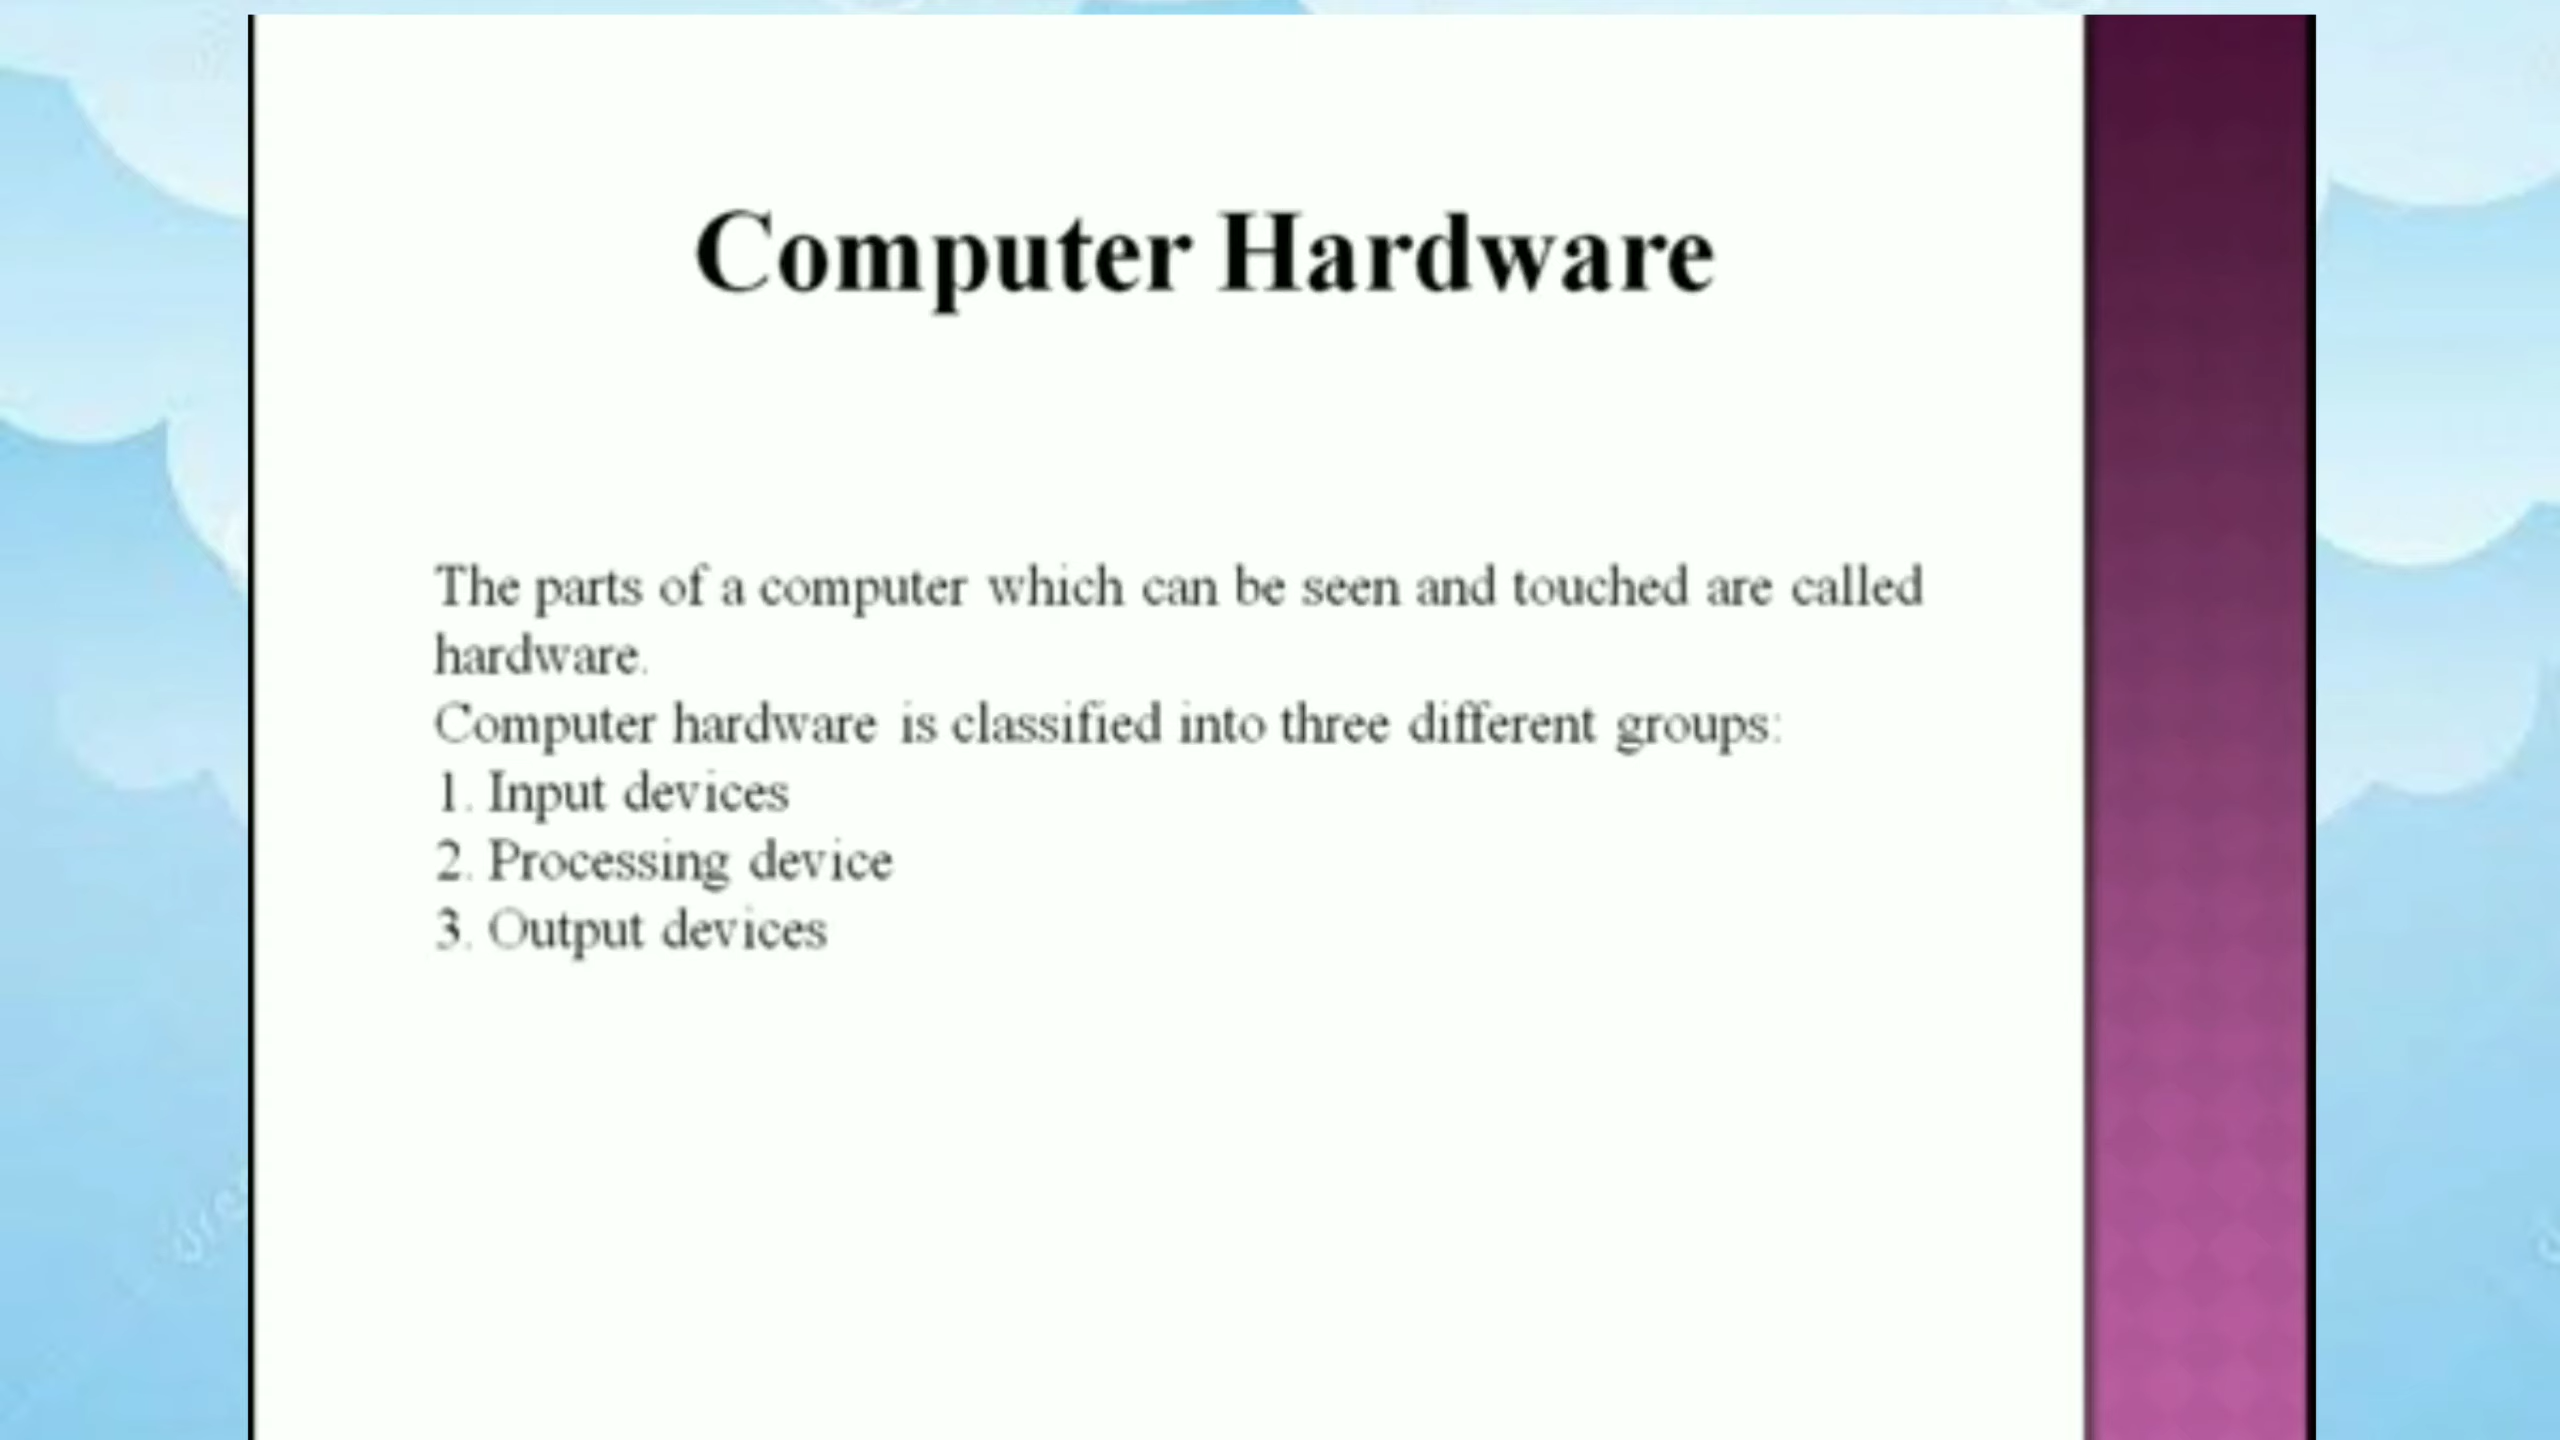 Computer Hardware
The parts of a computer which can be seen and touched are called
hardware.
Computer hardware is classified into three different groups:
1. Input devices
2. Processing device
3. Output devices